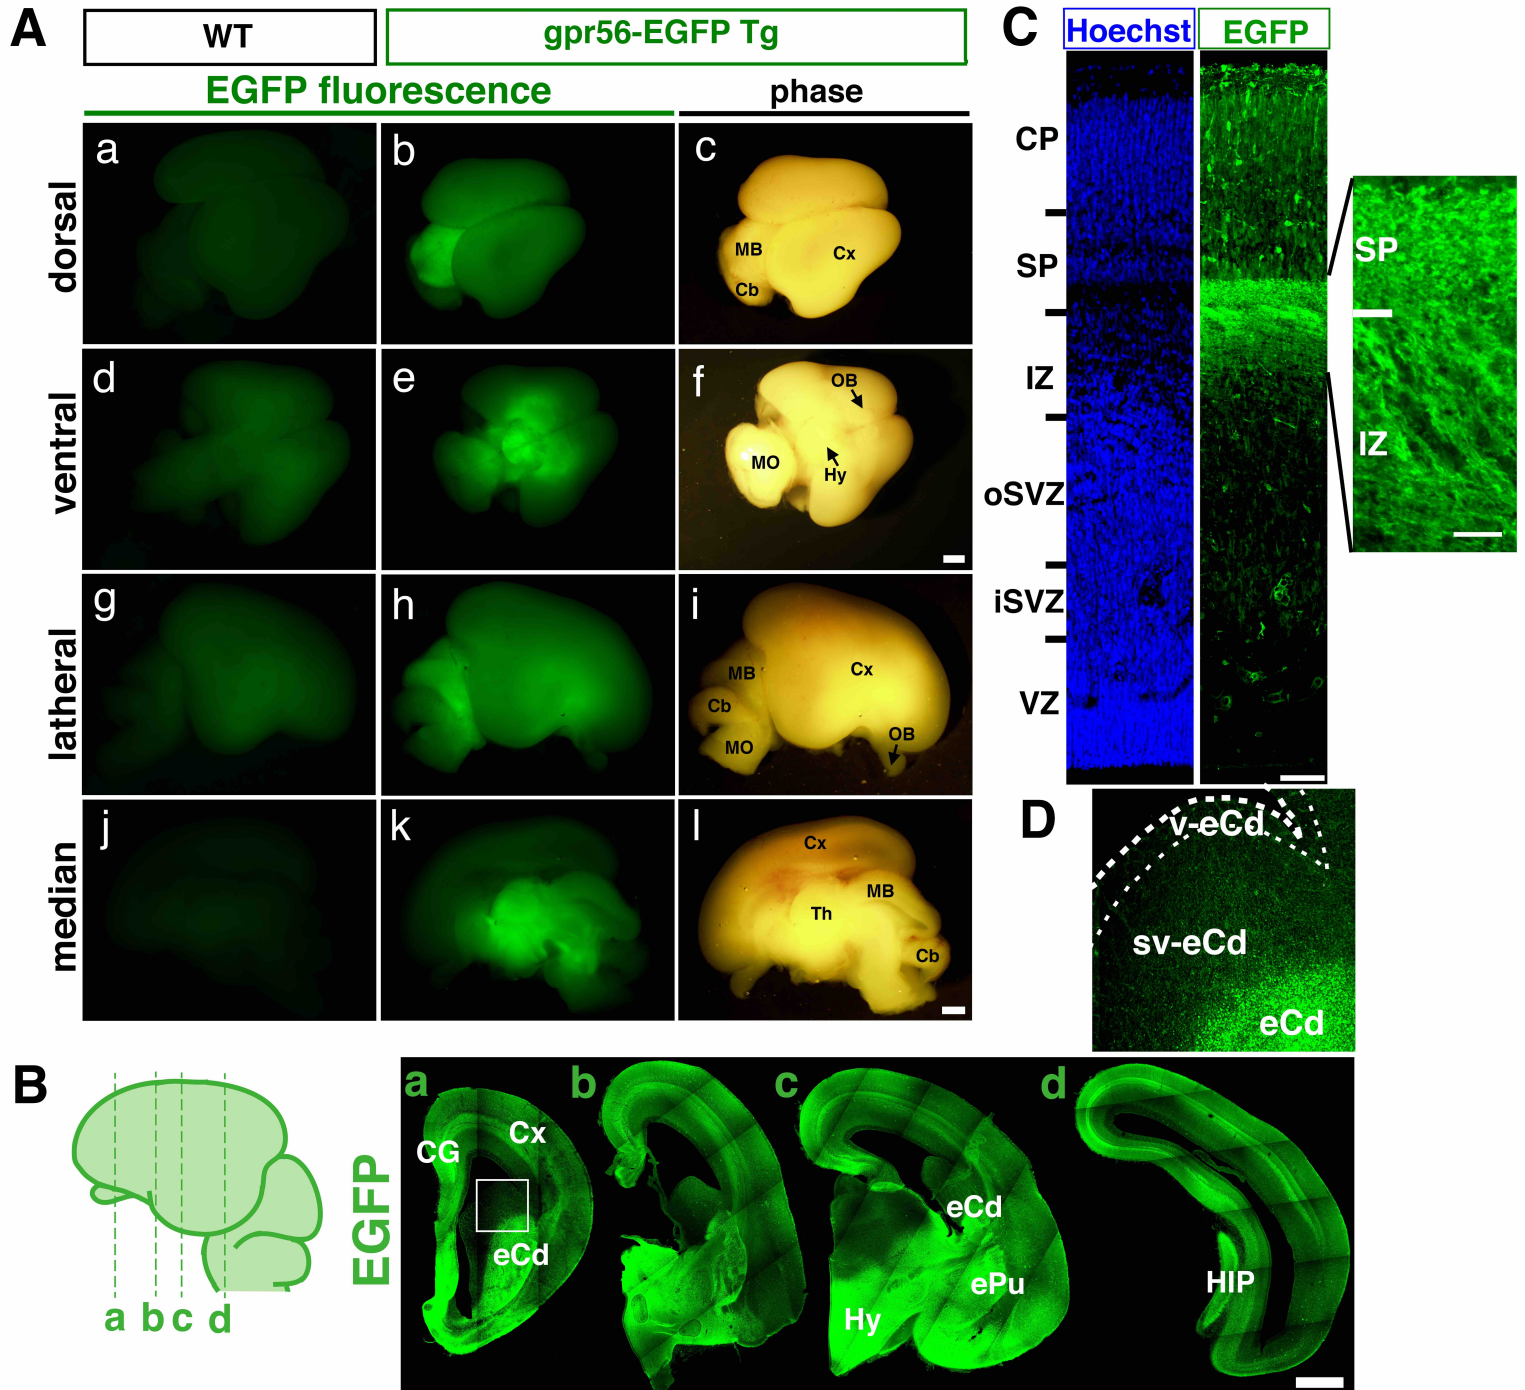 A
WT
gpr56-EGFP Tg
EGFP fluorescence
phase
dorsal
a
b
c
MB
Cx
Cb
ventral
d
e
f
OB
MO
Hy
latheral
g
h
i
MB
Cx
Cb
MO
OB
median
j
k
l
Cx
MB
Th
Cb
C
Hoechst
EGFP
CP
SP
IZ
oSVZ
iSVZ
VZ
SP
IZ
D
v-eCd
sv-eCd
eCd
B
a b c d
EGFP
a
CG
Cx
eCd
b
c
eCd
ePu
Hy
d
HIP